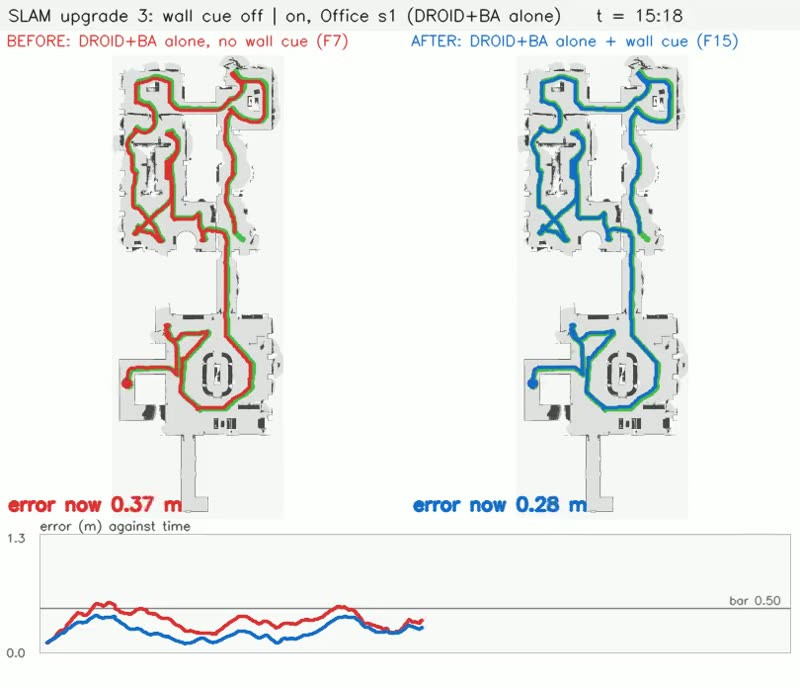 SLAM upgrade 3: wall cue off | on, Office s1 (DROID+BA alone) t = 15:18
BEFORE: DROID+BA alone, no wall cue (F7)
AFTER: DROID+BA alone + wall cue (F15)
error now 0.37 m
error now 0.28 m
error (m) against time
1.3
bar 0.50
0.0